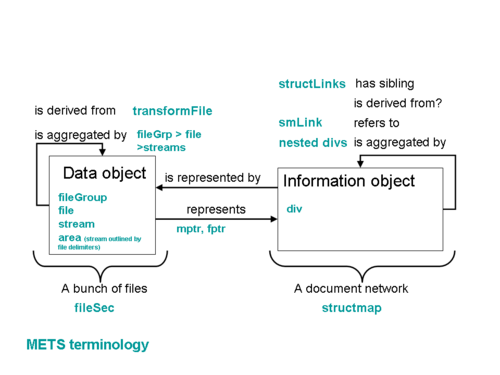 structLinks has sibling
is derived from transformFile
is derived from?
smLink refers to
is aggregated by fileGrp > file
>streams
nested divs is aggregated by
Data object
is represented by
Information object
fileGroup
file
stream
area (stream outlined by
file delimiters)
represents
mptr, fptr
div
A bunch of files
fileSec
A document network
structmap
METS terminology